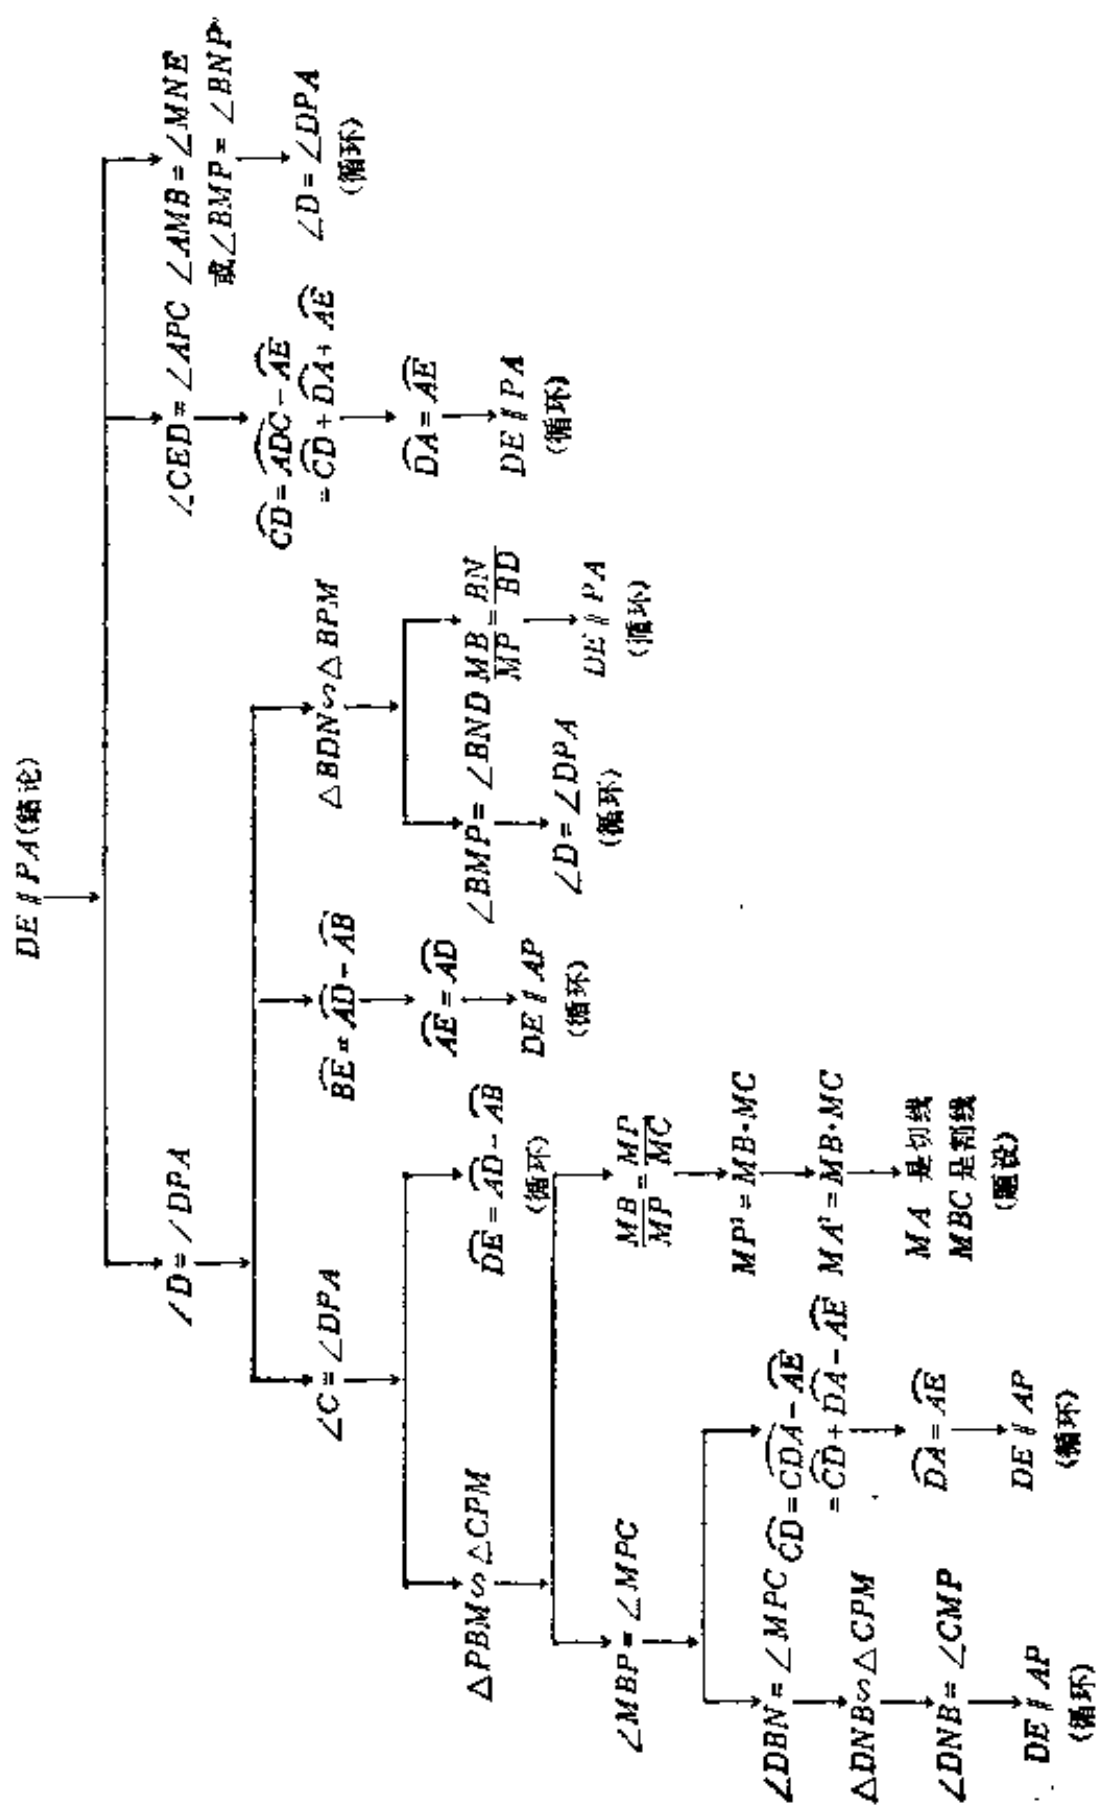 DE∥PA(结论)
∠D=∠DPA
∠CED=∠APC
∠AMB=∠MNE
或∠BMP=∠BNP
∠C=∠DPA
⌒BE=⌒AD-⌒AB
△BDN∽△BPM
⌒CD=⌒ADC-⌒AE
=⌒CD+⌒DA+⌒AE
∠D=∠DPA
(循环)
△PBM∽△CPM
⌒DE=⌒AD-⌒AB
(循环)
⌒AE=⌒AD
DE∥AP
(循环)
∠BMP=∠BND
∠D=∠DPA
(循环)
MB/MP=BN/BD
DE∥PA
(循环)
⌒DA=⌒AE
DE∥PA
(循环)
∠MBP=∠MPC
MB/MP=MP/MC
MP²=MB·MC
MA²=MB·MC
MA 是切线
MBC 是割线
(题设)
∠DBN=∠MPC
△DNB∽△CPM
∠DNB=∠CMP
DE∥AP
(循环)
⌒CD=⌒CDA-⌒AE
=⌒CD+⌒DA-⌒AE
⌒DA=⌒AE
DE∥AP
(循环)